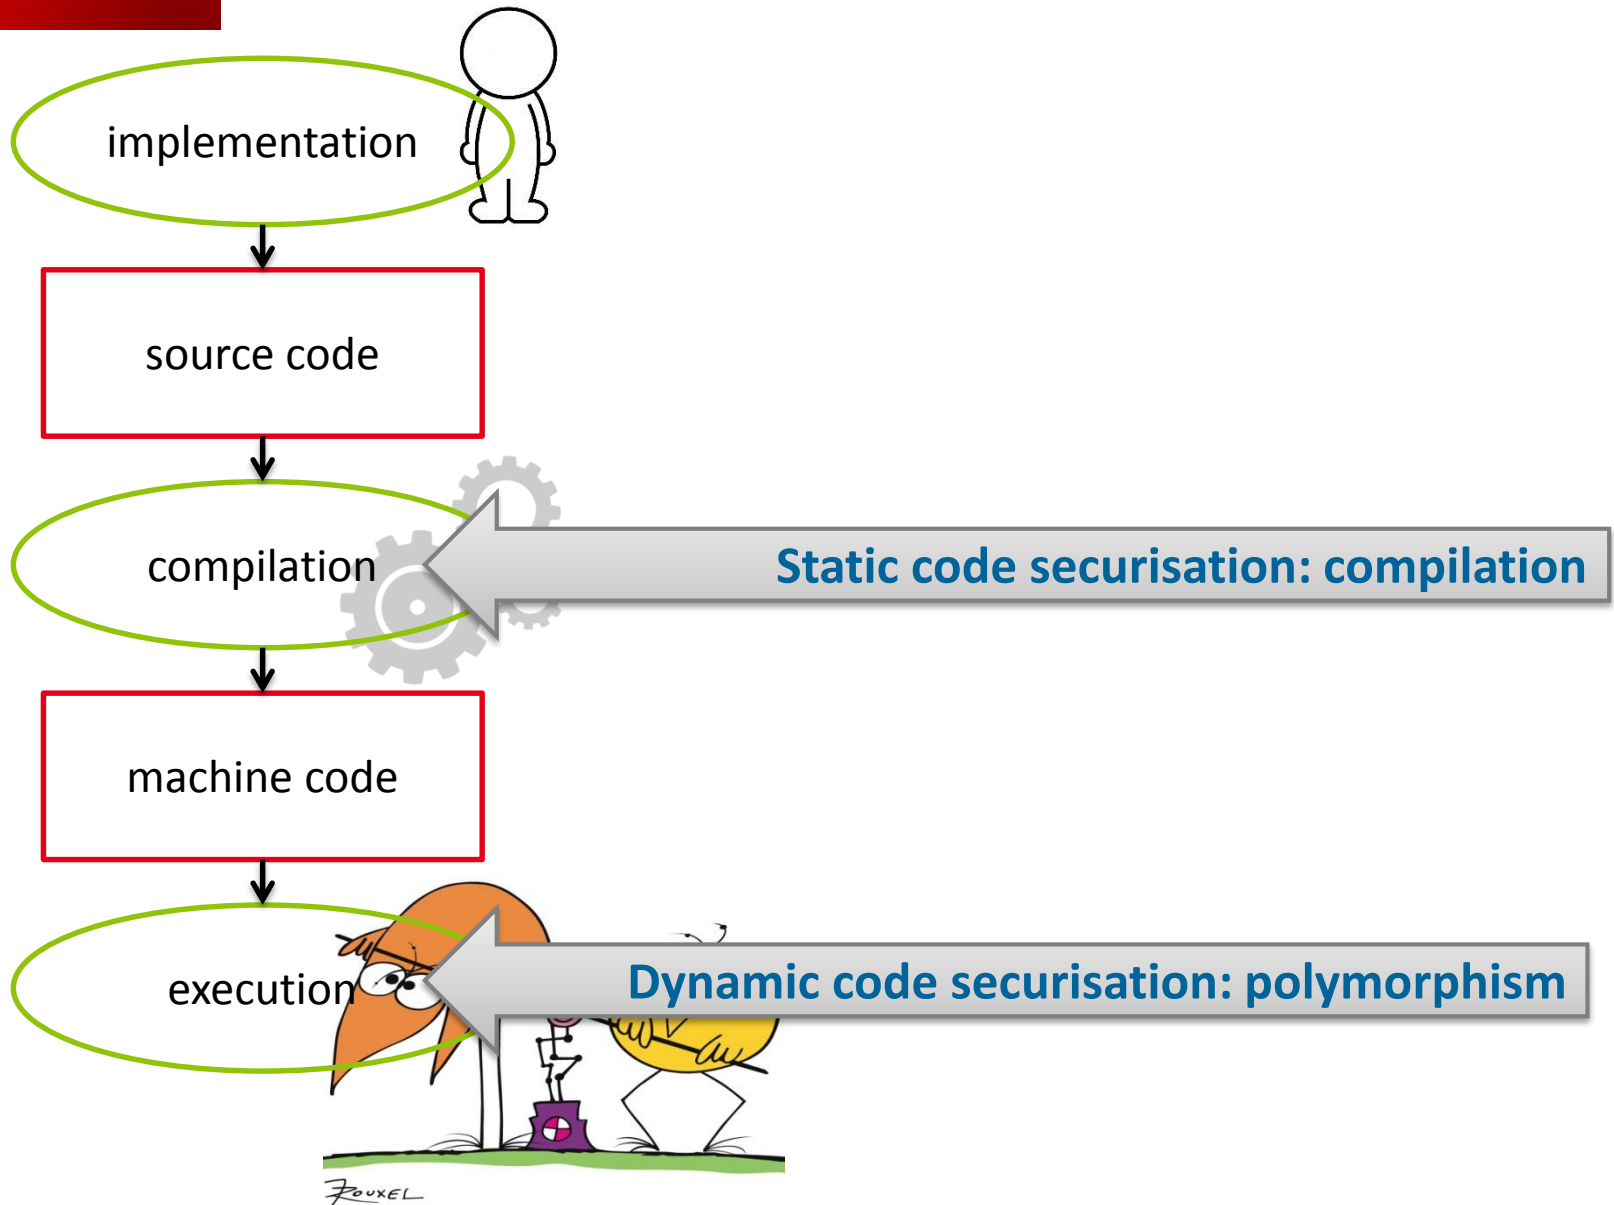 implementation
source code
compilation
Static code securisation: compilation
machine code
execution
Dynamic code securisation: polymorphism
ROUXEL